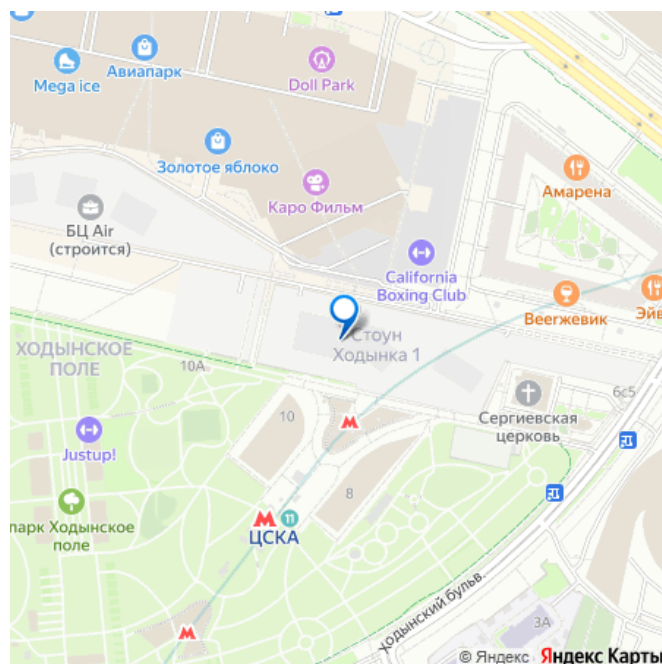 Авиапарк
Mega ice
Doll Park
Золотое яблоко
Каро Фильм
Амарена
БЦ Air
(строится)
California
Boxing Club
Beerжевик
Эйв
Стоун
Ходынка 1
ХОДЫНСКОЕ
ПОЛЕ
10А
10
6с5
Сергиевская
церковь
М
Justup!
8
парк Ходынское
поле
М 11
ЦСКА
Ходынский бульв.
3А
М
© Яндекс Яндекс Карты